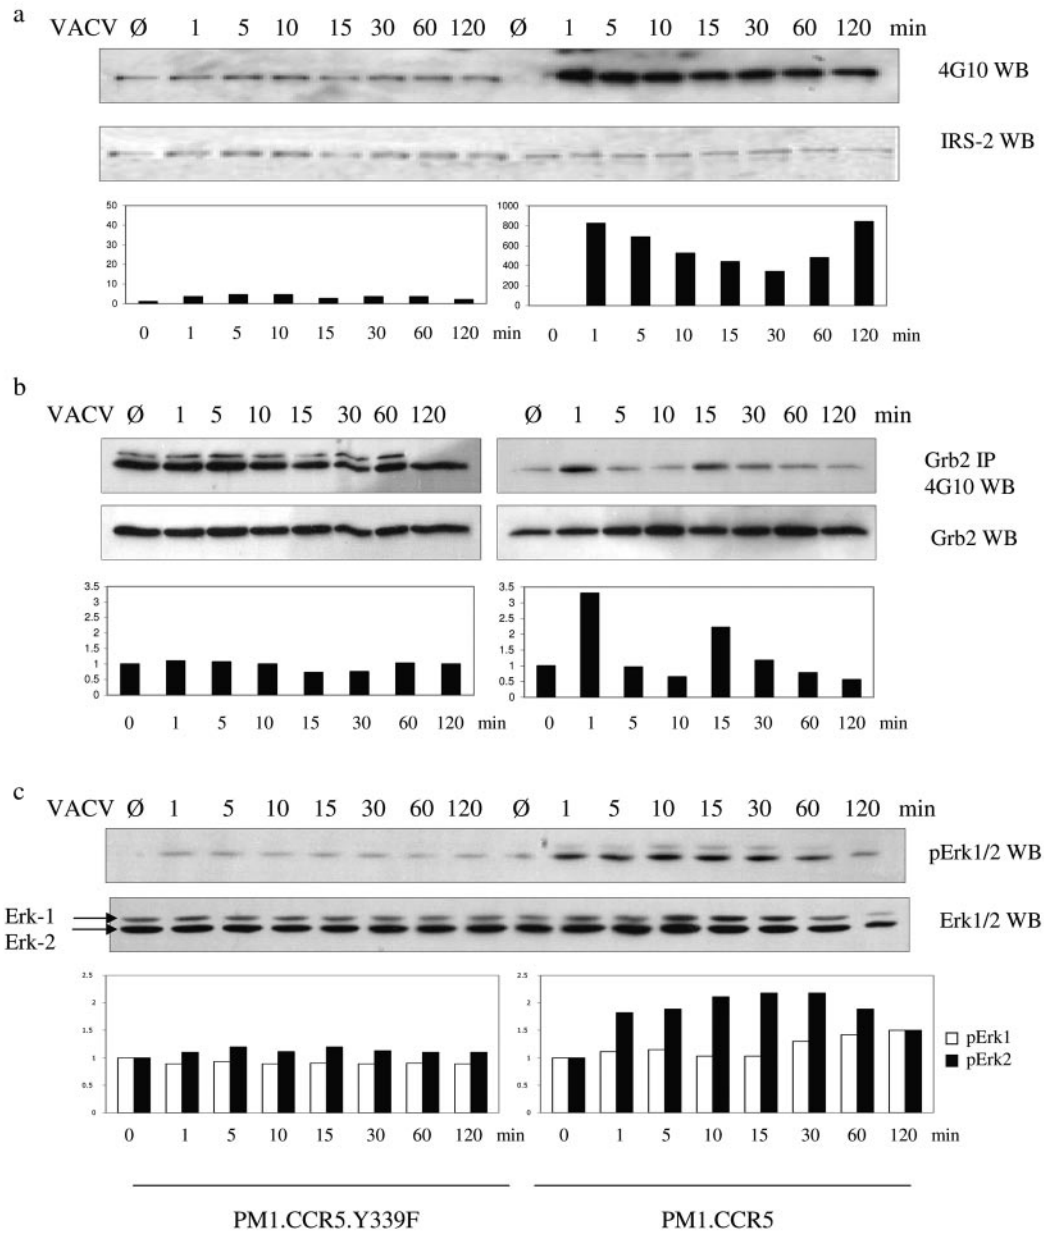 a
VACV Ø 1 5 10 15 30 60 120 Ø 1 5 10 15 30 60 120 min
4G10 WB
IRS-2 WB
50 40 30 20 10 0
0 1 5 10 15 30 60 120 min
1000 800 600 400 200 0
0 1 5 10 15 30 60 120 min
b
VACV Ø 1 5 10 15 30 60 120 Ø 1 5 10 15 30 60 120 min
Grb2 IP
4G10 WB
Grb2 WB
3.5 3 2.5 2 1.5 1 0.5 0
0 1 5 10 15 30 60 120 min
3.5 3 2.5 2 1.5 1 0.5 0
0 1 5 10 15 30 60 120 min
c
VACV Ø 1 5 10 15 30 60 120 Ø 1 5 10 15 30 60 120 min
pErk1/2 WB
Erk-1
Erk-2
Erk1/2 WB
2.5 2 1.5 1 0.5 0
0 1 5 10 15 30 60 120 min
2.5 2 1.5 1 0.5 0
0 1 5 10 15 30 60 120 min
pErk1
pErk2
PM1.CCR5.Y339F
PM1.CCR5